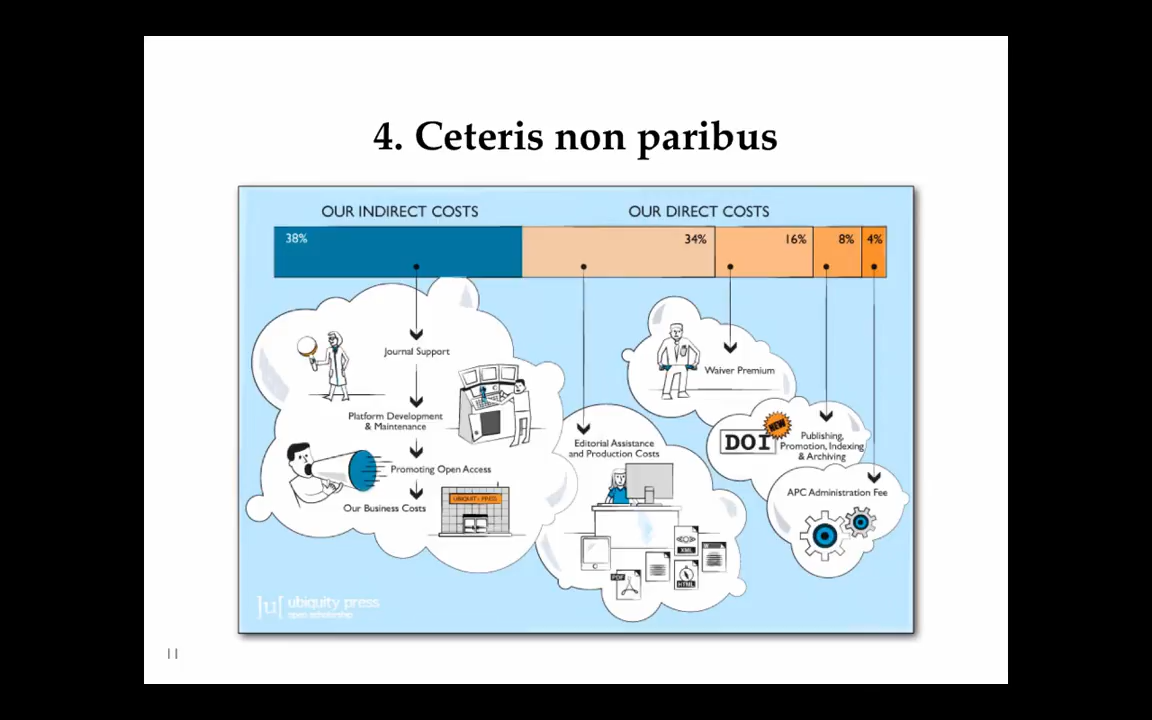 4. Ceteris non paribus
OUR INDIRECT COSTS
OUR DIRECT COSTS
38%
34%
16%
8%
4%
Journal Support
Platform Development
& Maintenance
Promoting Open Access
Our Business Costs
UBIQUITY PRESS
Editorial Assistance
and Production Costs
PDF
XML
HTML
Waiver Premium
DOI
NEW
Publishing,
Promotion, Indexing
& Archiving
APC Administration Fee
]u[ ubiquity press
open scholarship
11